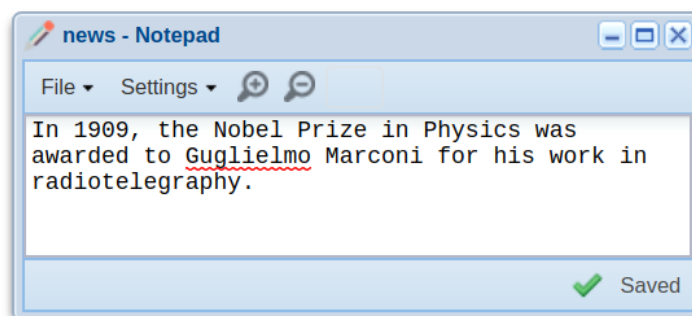 news - Notepad
File Settings
In 1909, the Nobel Prize in Physics was
awarded to Guglielmo Marconi for his work in
radiotelegraphy.
Saved